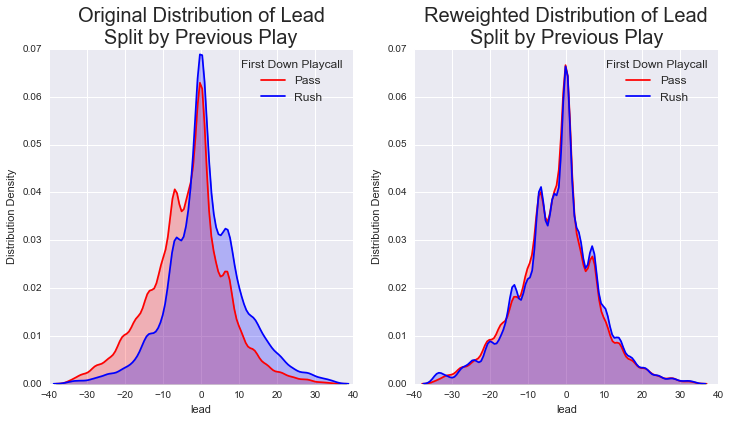 Original Distribution of Lead
Split by Previous Play
0.07
0.06
0.05
0.04
0.03
0.02
0.01
0.00
Distribution Density
First Down Playcall
Pass
Rush
−40 −30 −20 −10 0 10 20 30 40
lead
Reweighted Distribution of Lead
Split by Previous Play
0.07
0.06
0.05
0.04
0.03
0.02
0.01
0.00
Distribution Density
First Down Playcall
Pass
Rush
−40 −30 −20 −10 0 10 20 30 40
lead